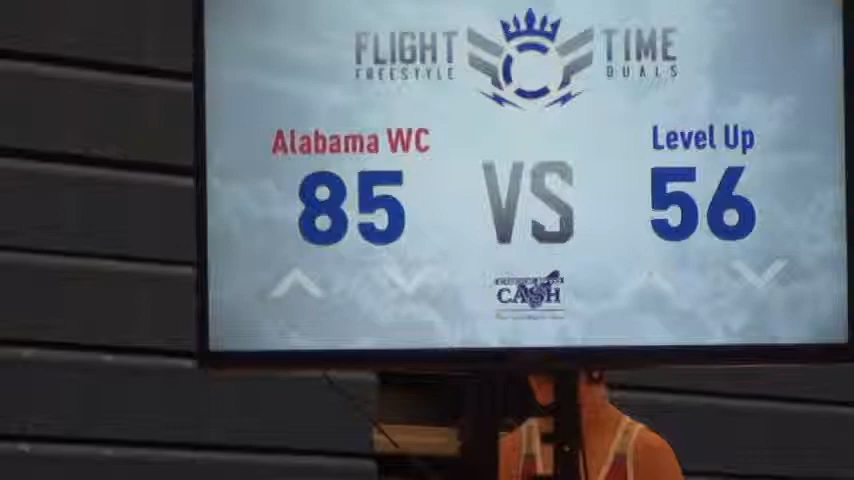 FLIGHT TIME
FREESTYLE DUALS
Alabama WC
Level Up
85 VS 56
CASH